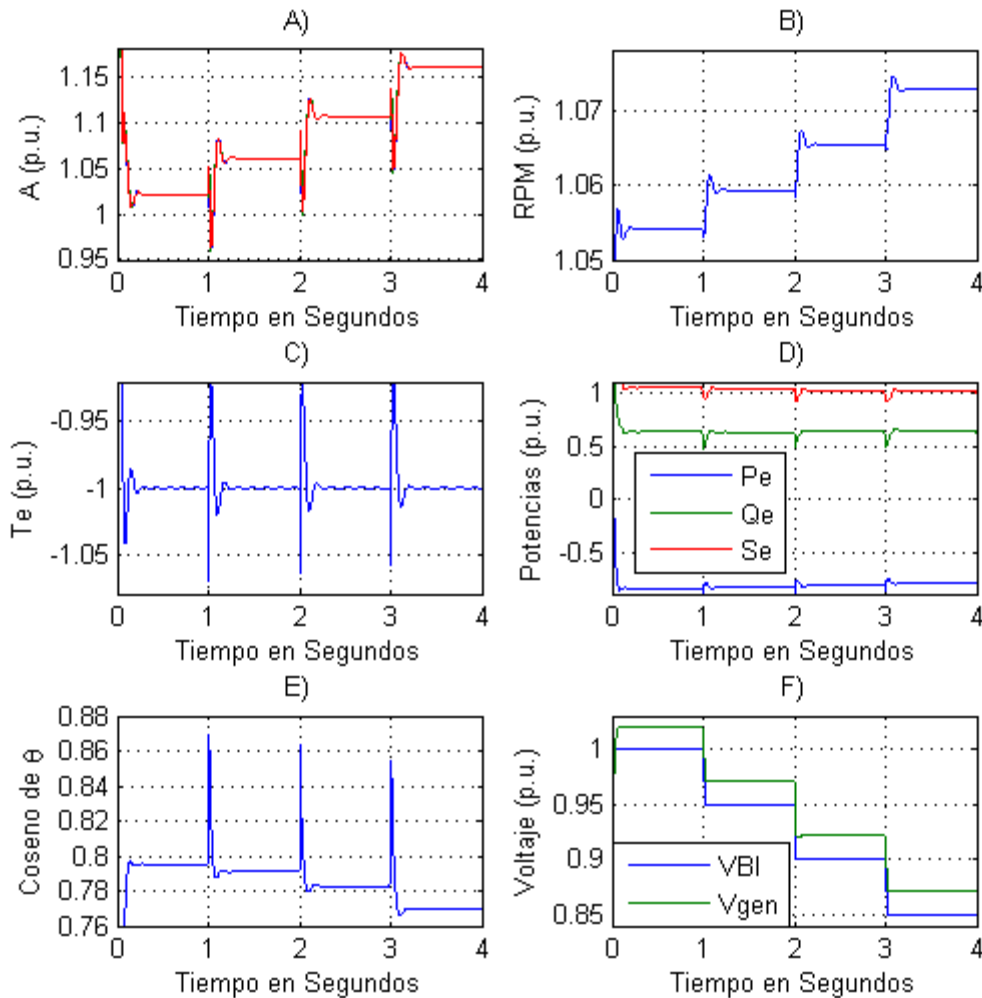 A)
A (p.u.)
1.15
1.1
1.05
1
0.95
0 1 2 3 4
Tiempo en Segundos
B)
RPM (p.u.)
1.07
1.06
1.05
0 1 2 3 4
Tiempo en Segundos
C)
Te (p.u.)
-0.95
-1
-1.05
0 1 2 3 4
Tiempo en Segundos
D)
Potencias (p.u.)
1
0.5
0
-0.5
Pe
Qe
Se
0 1 2 3 4
Tiempo en Segundos
E)
Coseno de θ
0.88
0.86
0.84
0.82
0.8
0.78
0.76
0 1 2 3 4
Tiempo en Segundos
F)
Voltaje (p.u.)
1
0.95
0.9
0.85
VBI
Vgen
0 1 2 3 4
Tiempo en Segundos